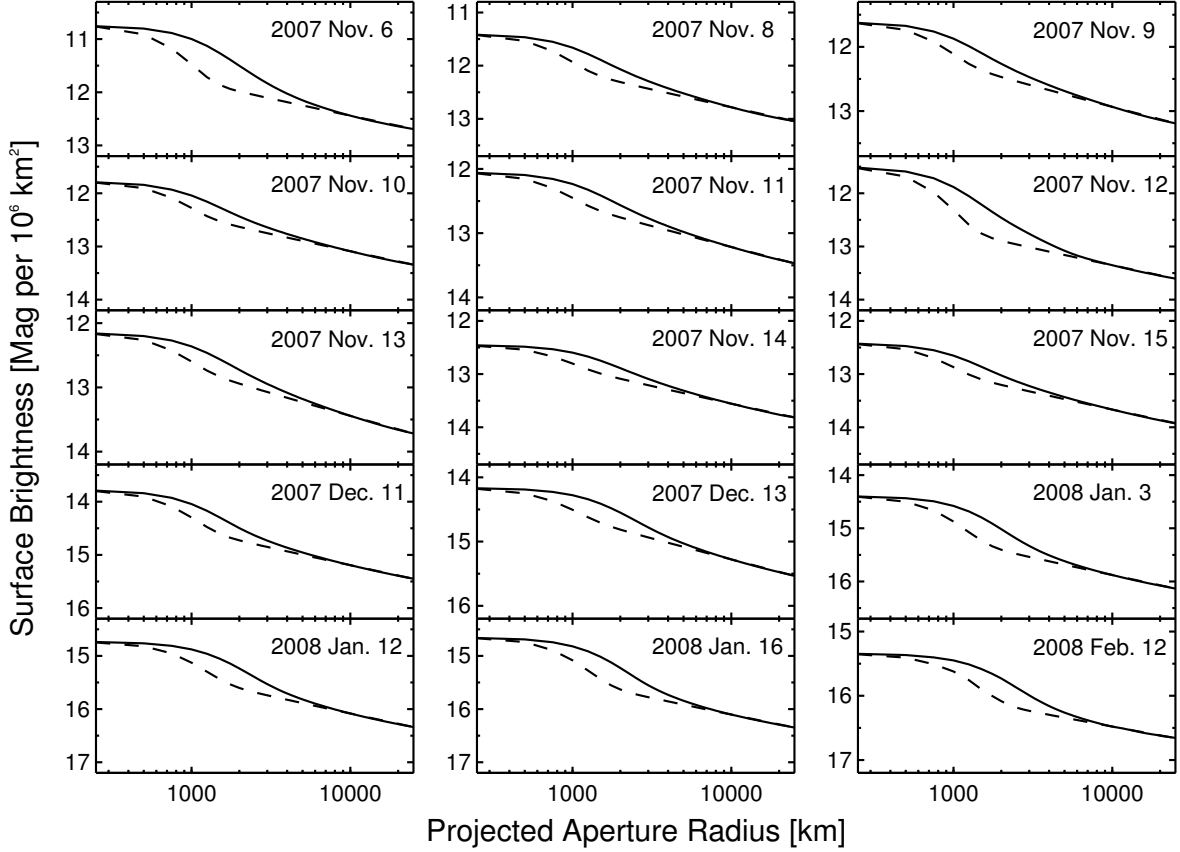 Surface Brightness [Mag per 10⁶ km²]
2007 Nov. 6
11
12
13
2007 Nov. 8
11
12
13
2007 Nov. 9
12
13
2007 Nov. 10
12
13
14
2007 Nov. 11
12
13
14
2007 Nov. 12
12
13
14
2007 Nov. 13
12
13
14
2007 Nov. 14
12
13
14
2007 Nov. 15
12
13
14
2007 Dec. 11
14
15
16
2007 Dec. 13
14
15
16
2008 Jan. 3
14
15
16
2008 Jan. 12
15
16
17
2008 Jan. 16
15
16
17
2008 Feb. 12
15
16
17
1000 10000
1000 10000
1000 10000
Projected Aperture Radius [km]